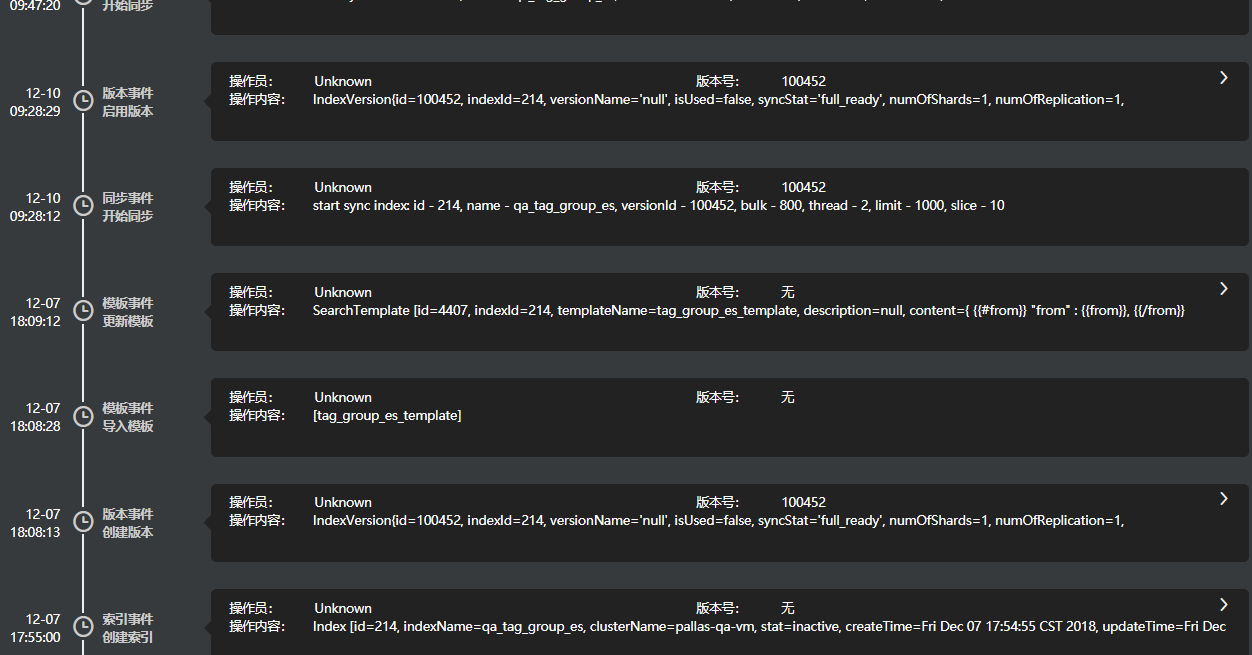 09:47:20 开始同步
12-10 版本事件 操作员： Unknown 版本号： 100452
09:28:29 启用版本 操作内容： IndexVersion{id=100452, indexId=214, versionName='null', isUsed=false, syncStat='full_ready', numOfShards=1, numOfReplication=1,
12-10 同步事件 操作员： Unknown 版本号： 100452
09:28:12 开始同步 操作内容： start sync index: id - 214, name - qa_tag_group_es, versionId - 100452, bulk - 800, thread - 2, limit - 1000, slice - 10
12-07 模板事件 操作员： Unknown 版本号： 无
18:09:12 更新模板 操作内容： SearchTemplate [id=4407, indexId=214, templateName=tag_group_es_template, description=null, content={ {{#from}} "from" : {{from}}, {{/from}}
12-07 模板事件 操作员： Unknown 版本号： 无
18:08:28 导入模板 操作内容： [tag_group_es_template]
12-07 版本事件 操作员： Unknown 版本号： 100452
18:08:13 创建版本 操作内容： IndexVersion{id=100452, indexId=214, versionName='null', isUsed=false, syncStat='full_ready', numOfShards=1, numOfReplication=1,
12-07 索引事件 操作员： Unknown 版本号： 无
17:55:00 创建索引 操作内容： Index [id=214, indexName=qa_tag_group_es, clusterName=pallas-qa-vm, stat=inactive, createTime=Fri Dec 07 17:54:55 CST 2018, updateTime=Fri Dec